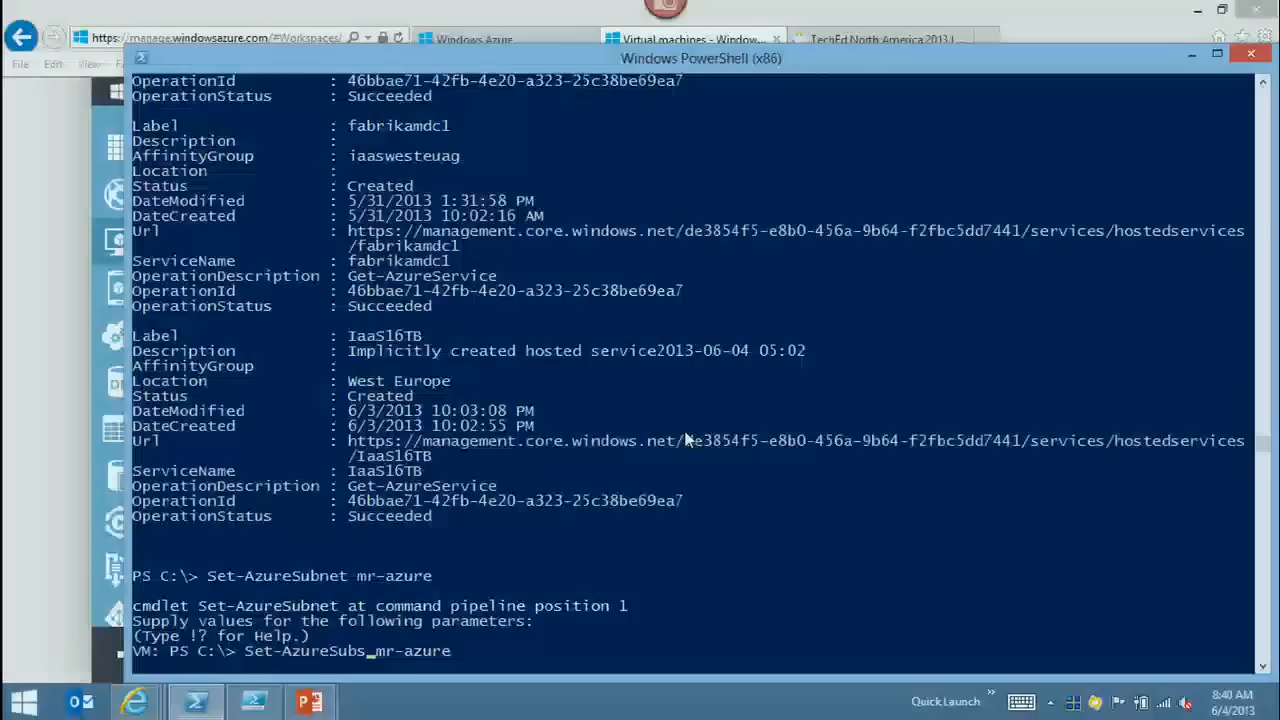 https://manage.windowsazure.com/#Workspaces/
Windows Azure
Virtual machines - Window...
TechEd North America 2013 L
File Edit View
Windows PowerShell (x86)
OperationId : 46bbae71-42fb-4e20-a323-25c38be69ea7
OperationStatus : Succeeded
Label : fabrikamdc1
Description :
AffinityGroup : iaaswesteuag
Location :
Status : Created
DateModified : 5/31/2013 1:31:58 PM
DateCreated : 5/31/2013 10:02:16 AM
Url : https://management.core.windows.net/de3854f5-e8b0-456a-9b64-f2fbc5dd7441/services/hostedservices
/fabrikamdc1
ServiceName : fabrikamdc1
OperationDescription : Get-AzureService
OperationId : 46bbae71-42fb-4e20-a323-25c38be69ea7
OperationStatus : Succeeded
Label : IaaS16TB
Description : Implicitly created hosted service2013-06-04 05:02
AffinityGroup :
Location : West Europe
Status : Created
DateModified : 6/3/2013 10:03:08 PM
DateCreated : 6/3/2013 10:02:55 PM
Url : https://management.core.windows.net/de3854f5-e8b0-456a-9b64-f2fbc5dd7441/services/hostedservices
/IaaS16TB
ServiceName : IaaS16TB
OperationDescription : Get-AzureService
OperationId : 46bbae71-42fb-4e20-a323-25c38be69ea7
OperationStatus : Succeeded
PS C:\> Set-AzureSubnet mr-azure
cmdlet Set-AzureSubnet at command pipeline position 1
Supply values for the following parameters:
(Type !? for Help.)
VM: PS C:\> Set-AzureSubs_mr-azure
Quick Launch
8:40 AM
6/4/2013